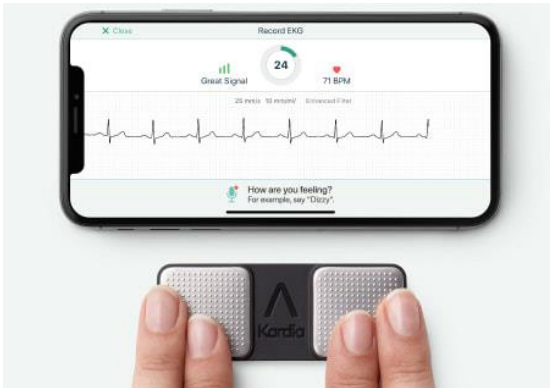 X Close
Record EKG
24
Great Signal
71 BPM
25 mm/s 10 mm/mV Enhanced Filter
How are you feeling?
For example, say "Dizzy".
Kardia